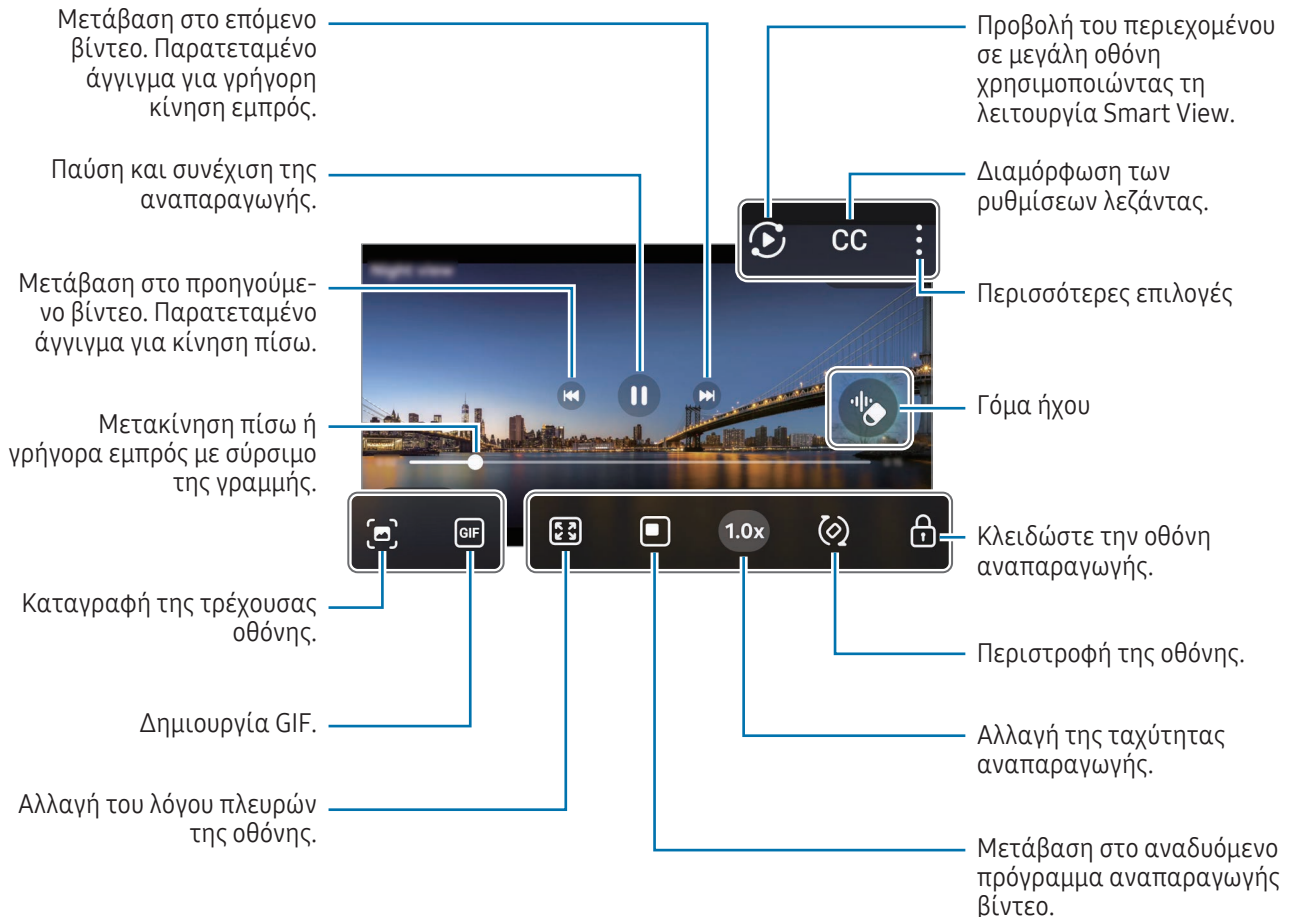 Μετάβαση στο επόμενο
βίντεο. Παρατεταμένο
άγγιγμα για γρήγορη
κίνηση εμπρός.
Παύση και συνέχιση της
αναπαραγωγής.
Μετάβαση στο προηγούμε-
νο βίντεο. Παρατεταμένο
άγγιγμα για κίνηση πίσω.
Μετακίνηση πίσω ή
γρήγορα εμπρός με σύρσιμο
της γραμμής.
Καταγραφή της τρέχουσας
οθόνης.
Δημιουργία GIF.
Αλλαγή του λόγου πλευρών
της οθόνης.
CC
Night view
GIF
1.0x
Προβολή του περιεχομένου
σε μεγάλη οθόνη
χρησιμοποιώντας τη
λειτουργία Smart View.
Διαμόρφωση των
ρυθμίσεων λεζάντας.
Περισσότερες επιλογές
Γόμα ήχου
Κλειδώστε την οθόνη
αναπαραγωγής.
Περιστροφή της οθόνης.
Αλλαγή της ταχύτητας
αναπαραγωγής.
Μετάβαση στο αναδυόμενο
πρόγραμμα αναπαραγωγής
βίντεο.